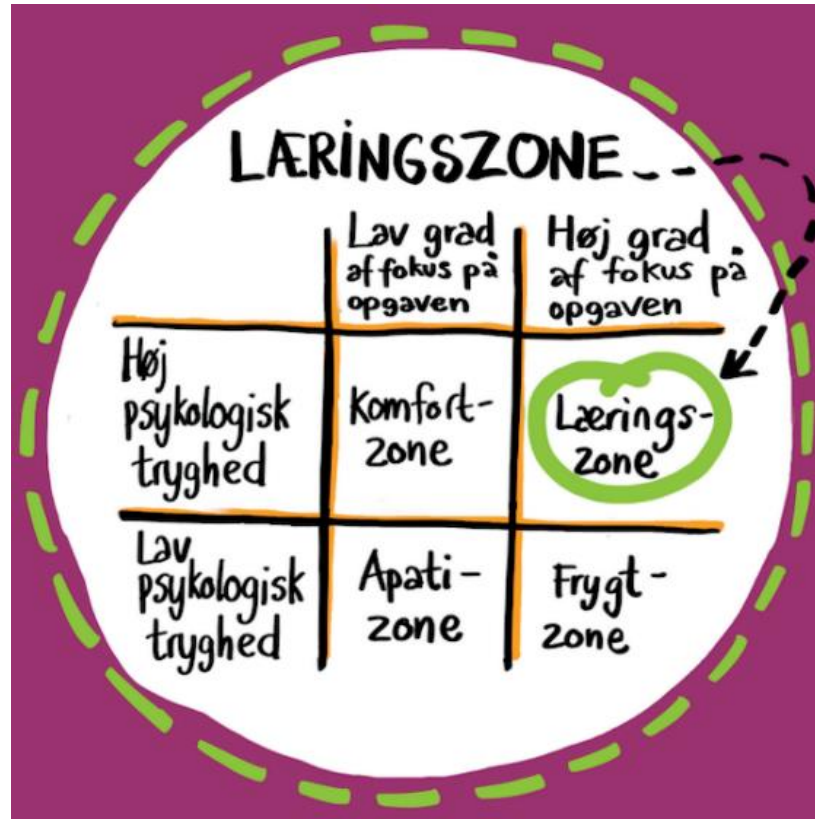 LÆRINGSZONE
Lav grad
af fokus på
opgaven
Høj grad
af fokus på
opgaven
Høj
psykologisk
tryghed
Komfort-
zone
Lærings-
zone
Lav
psykologisk
tryghed
Apati-
zone
Frygt-
zone